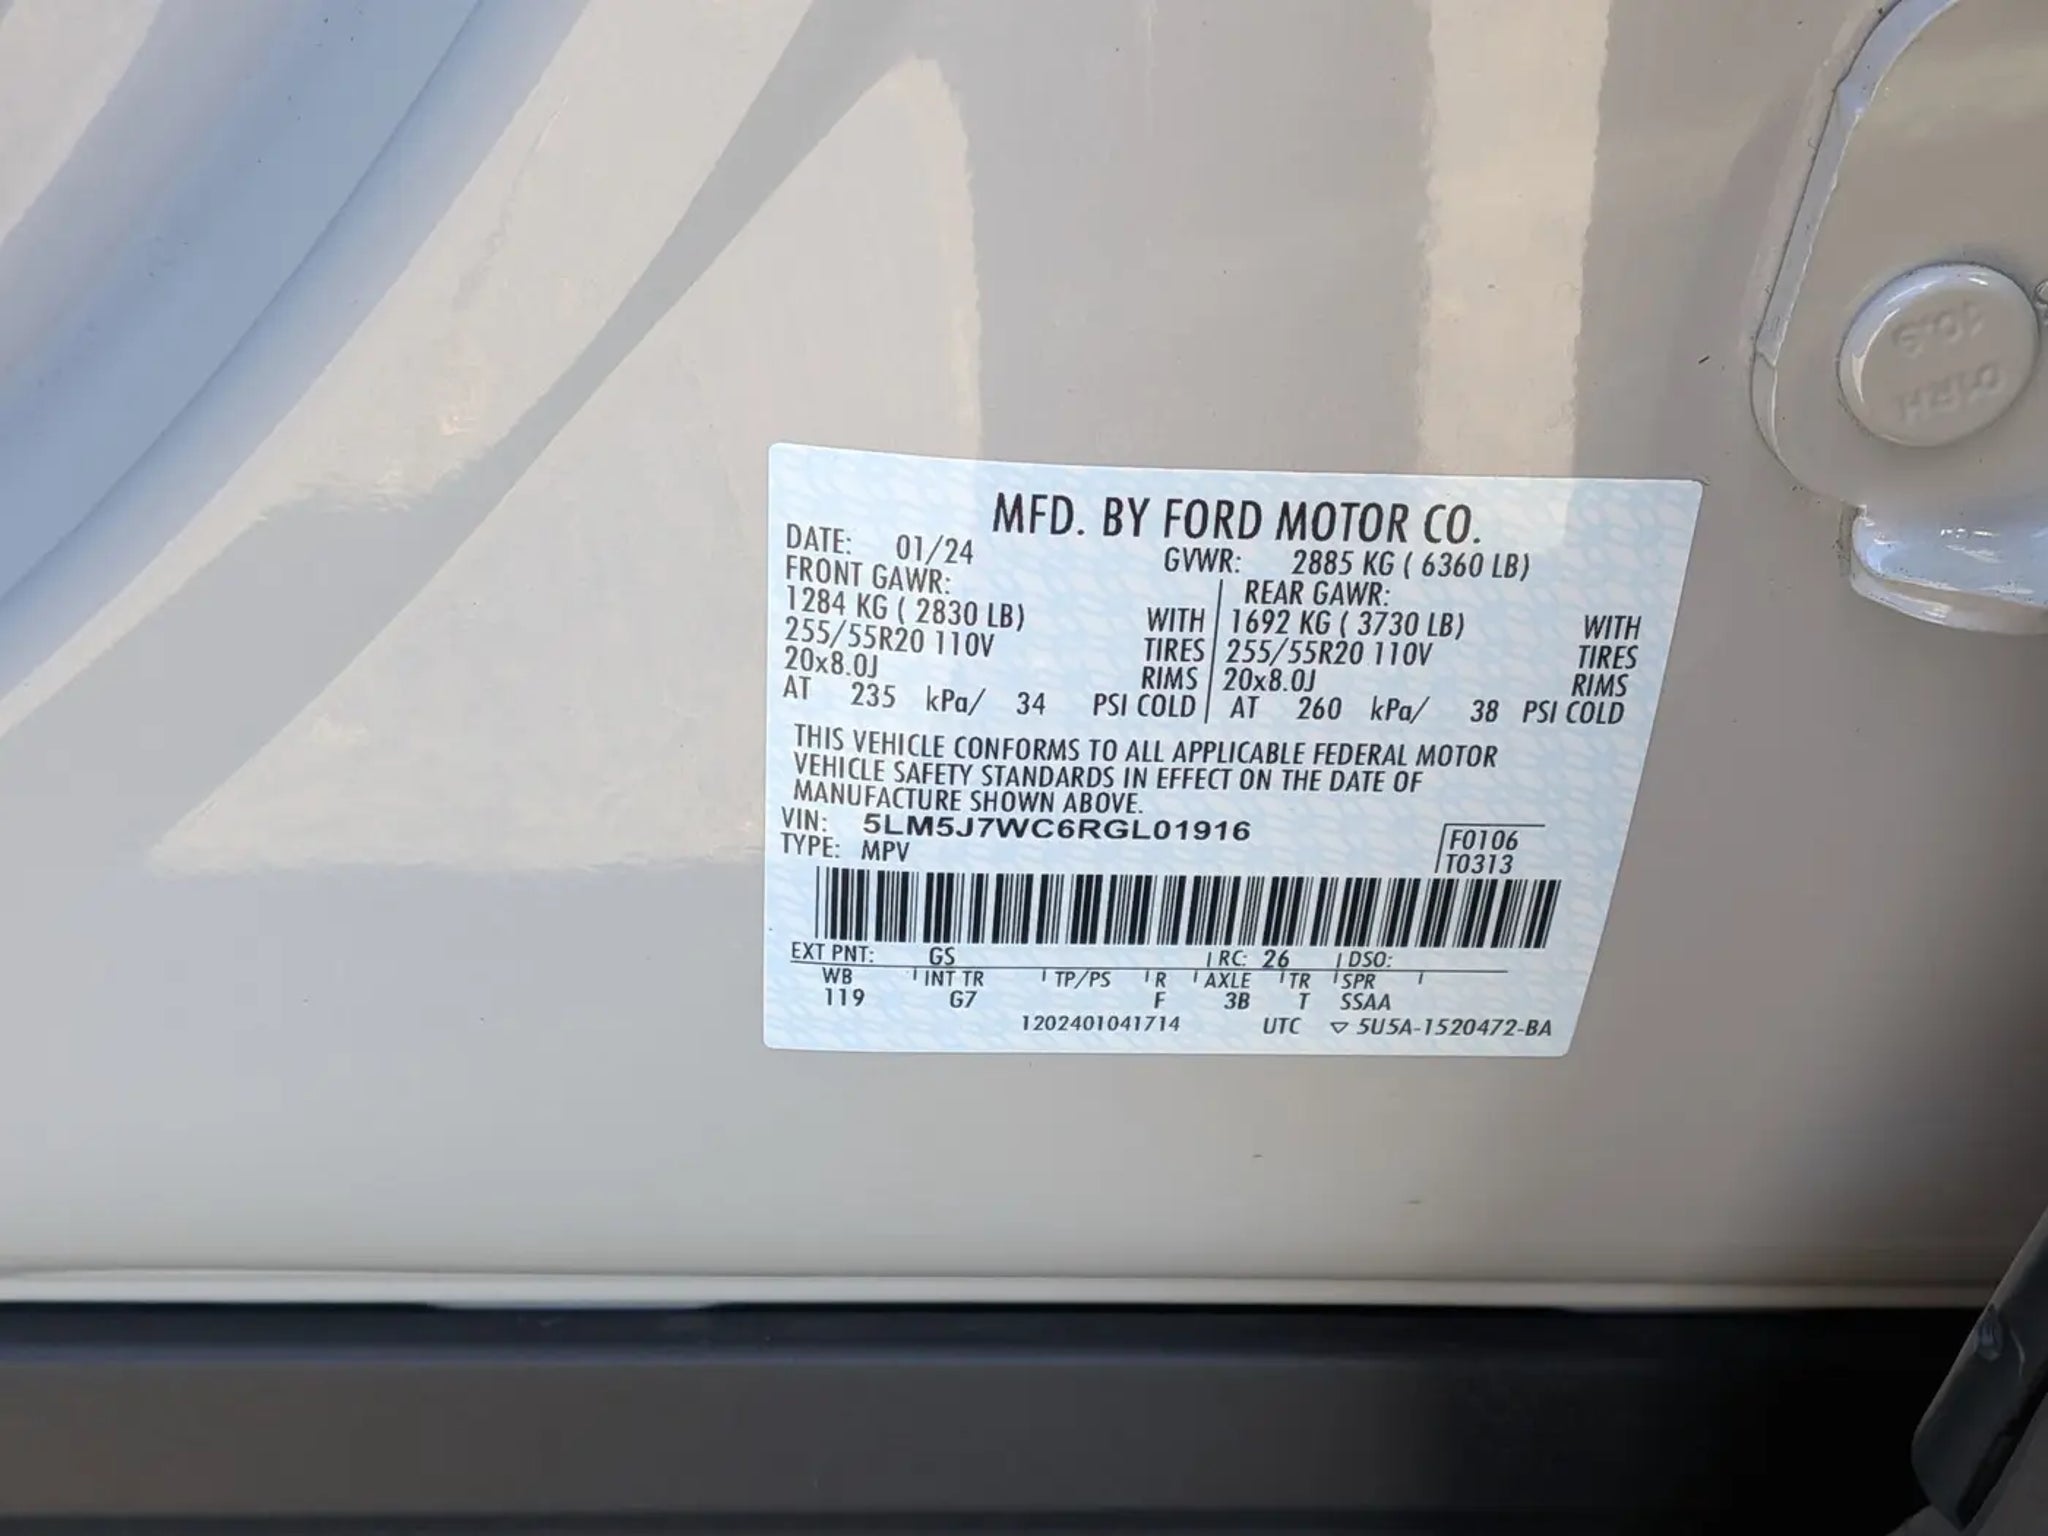 MFD. BY FORD MOTOR CO.
DATE: 01/24 GVWR: 2885 KG ( 6360 LB)
FRONT GAWR: REAR GAWR:
1284 KG ( 2830 LB) WITH 1692 KG ( 3730 LB) WITH
255/55R20 110V TIRES 255/55R20 110V TIRES
20x8.0J RIMS 20x8.0J RIMS
AT 235 kPa/ 34 PSI COLD AT 260 kPa/ 38 PSI COLD
THIS VEHICLE CONFORMS TO ALL APPLICABLE FEDERAL MOTOR
VEHICLE SAFETY STANDARDS IN EFFECT ON THE DATE OF
MANUFACTURE SHOWN ABOVE.
VIN: 5LM5J7WC6RGL01916 F0106
TYPE: MPV T0313
EXT PNT: GS RC: 26 DSO:
WB INT TR TP/PS R AXLE TR SPR
119 G7 F 3B T SSAA
1202401041714 UTC ▽ 5U5A-1520472-BA
10.9